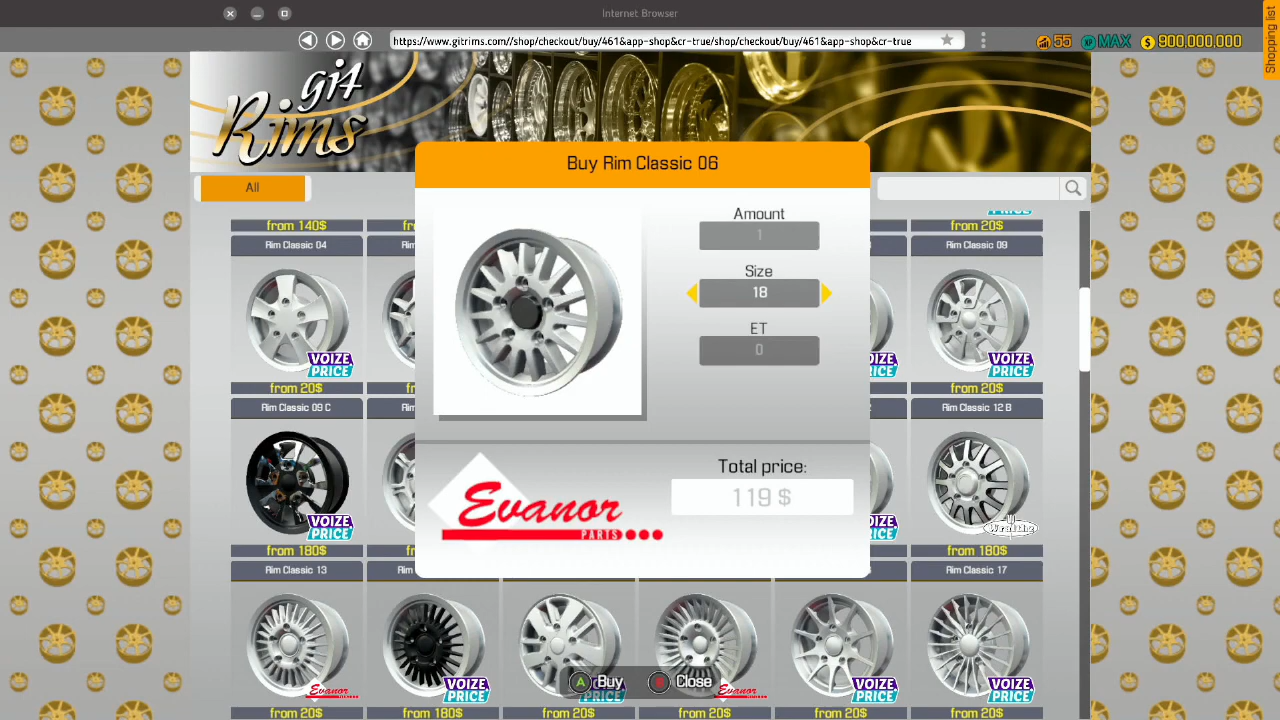 Internet Browser
https://www.gitrims.com//shop/checkout/buy/461&app-shop&cr-true/shop/checkout/buy/461&app-shop&cr-true
55
XP MAX
$ 900,000,000
Shopping list
git
Rims
All
Buy Rim Classic 06
Amount
1
Size
18
ET
0
Evanor
PARTS
Total price:
119 $
from 140$
from 20$
Rim Classic 04
Rim Classic 09
VOIZE
PRICE
VOIZE
PRICE
from 20$
from 20$
Rim Classic 09 C
Rim Classic 12 B
VOIZE
PRICE
from 180$
from 180$
Rim Classic 13
Rim Classic 17
Evanor
VOIZE
PRICE
VOIZE
PRICE
Evanor
VOIZE
PRICE
VOIZE
PRICE
A Buy
B Close
from 20$
from 180$
from 20$
from 20$
from 20$
from 20$